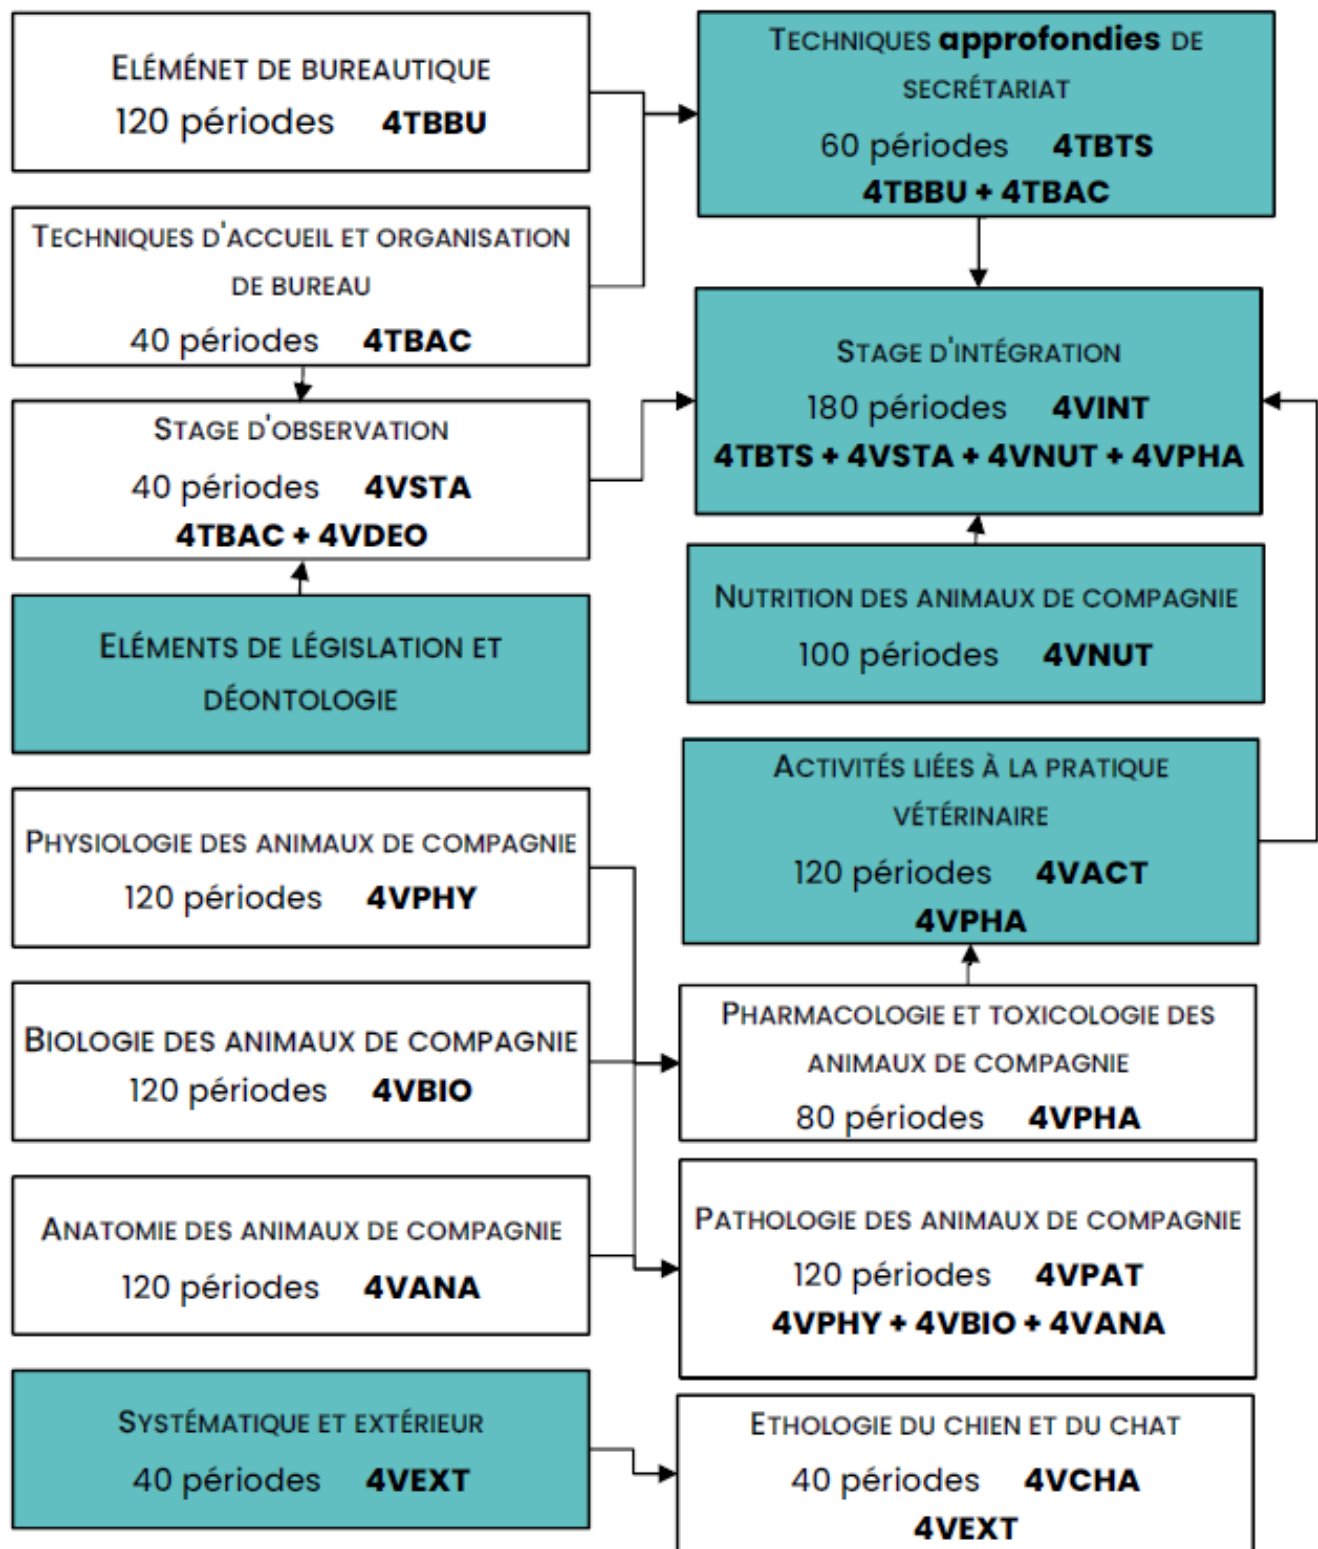 ELÉMÉNET DE BUREAUTIQUE
120 périodes 4TBBU
TECHNIQUES D'ACCUEIL ET ORGANISATION
DE BUREAU
40 périodes 4TBAC
STAGE D'OBSERVATION
40 périodes 4VSTA
4TBAC + 4VDEO
ELÉMENTS DE LÉGISLATION ET
DÉONTOLOGIE
PHYSIOLOGIE DES ANIMAUX DE COMPAGNIE
120 périodes 4VPHY
BIOLOGIE DES ANIMAUX DE COMPAGNIE
120 périodes 4VBIO
ANATOMIE DES ANIMAUX DE COMPAGNIE
120 périodes 4VANA
SYSTÉMATIQUE ET EXTÉRIEUR
40 périodes 4VEXT
TECHNIQUES approfondies DE
SECRÉTARIAT
60 périodes 4TBTS
4TBBU + 4TBAC
STAGE D'INTÉGRATION
180 périodes 4VINT
4TBTS + 4VSTA + 4VNUT + 4VPHA
NUTRITION DES ANIMAUX DE COMPAGNIE
100 périodes 4VNUT
ACTIVITÉS LIÉES À LA PRATIQUE
VÉTÉRINAIRE
120 périodes 4VACT
4VPHA
PHARMACOLOGIE ET TOXICOLOGIE DES
ANIMAUX DE COMPAGNIE
80 périodes 4VPHA
PATHOLOGIE DES ANIMAUX DE COMPAGNIE
120 périodes 4VPAT
4VPHY + 4VBIO + 4VANA
ETHOLOGIE DU CHIEN ET DU CHAT
40 périodes 4VCHA
4VEXT